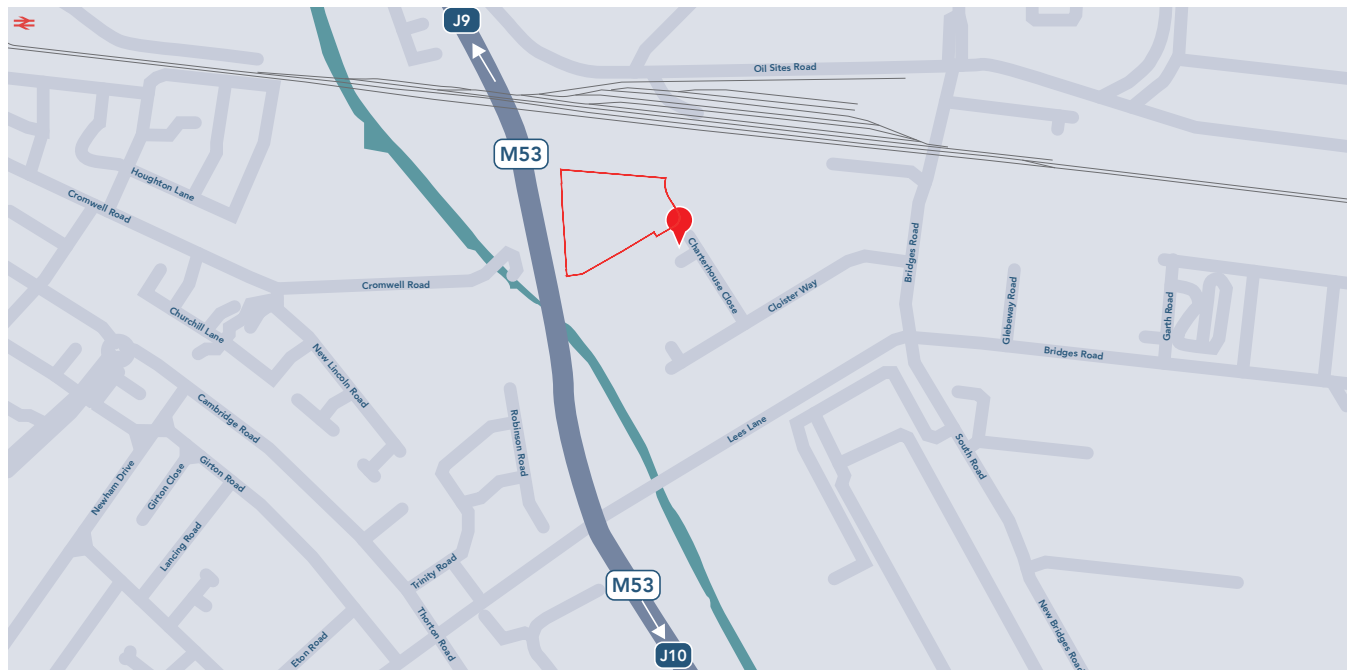 J9
Oil Sites Road
M53
Houghton Lane
Cromwell Road
Bridges Road
Charterhouse Close
Cromwell Road
Cloister Way
Glebeway Road
Garth Road
Churchill Lane
New Lincoln Road
Bridges Road
Cambridge Road
Robinson Road
Lees Lane
South Road
Newham Drive
Girton Close
Girton Road
Lancing Road
Trinity Road
M53
Thorton Road
New Bridges Road
Eton Road
J10